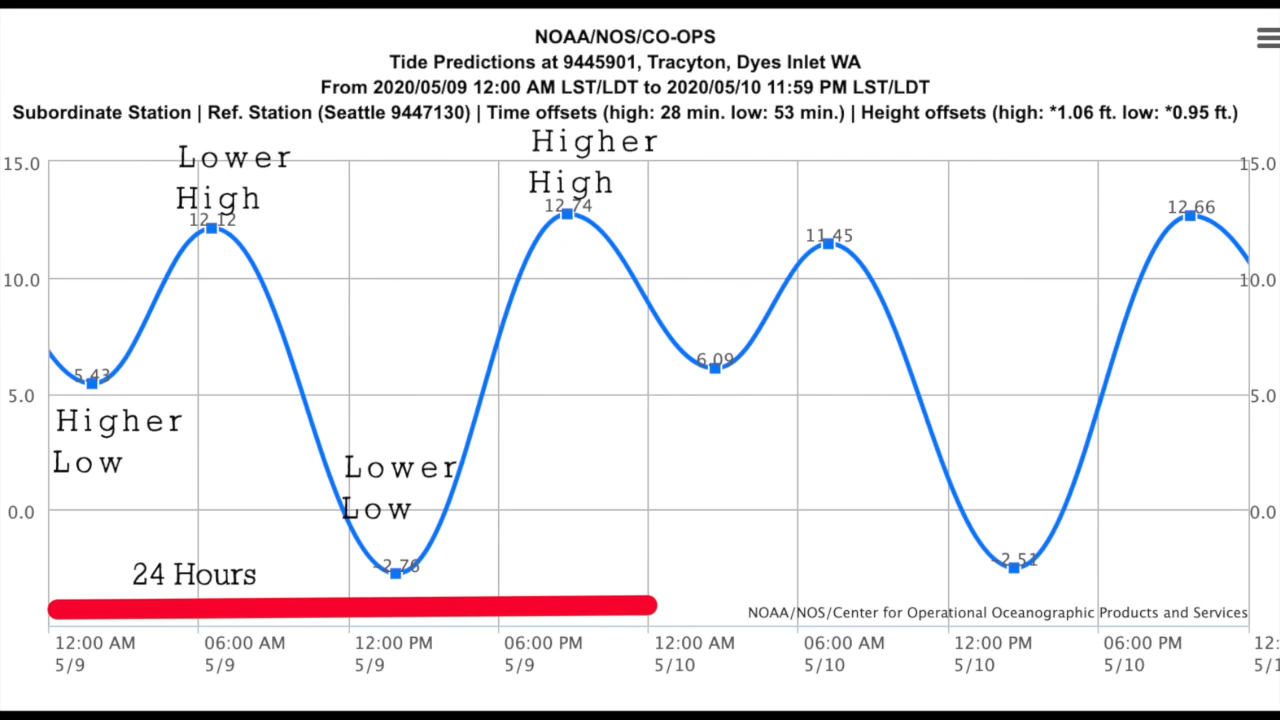 NOAA/NOS/CO-OPS
Tide Predictions at 9445901, Tracyton, Dyes Inlet WA
From 2020/05/09 12:00 AM LST/LDT to 2020/05/10 11:59 PM LST/LDT
Subordinate Station | Ref. Station (Seattle 9447130) | Time offsets (high: 28 min. low: 53 min.) | Height offsets (high: *1.06 ft. low: *0.95 ft.)
Lower
High
Higher
High
15.0
15.0
12.12
12.74
11.45
12.66
10.0
10.0
5.43
6.09
5.0
5.0
Higher
Low
Lower
Low
0.0
0.0
-2.76
-2.51
24 Hours
NOAA/NOS/Center for Operational Oceanographic Products and Services
12:00 AM 06:00 AM 12:00 PM 06:00 PM 12:00 AM 06:00 AM 12:00 PM 06:00 PM 12:
5/9 5/9 5/9 5/9 5/10 5/10 5/10 5/10 5/1